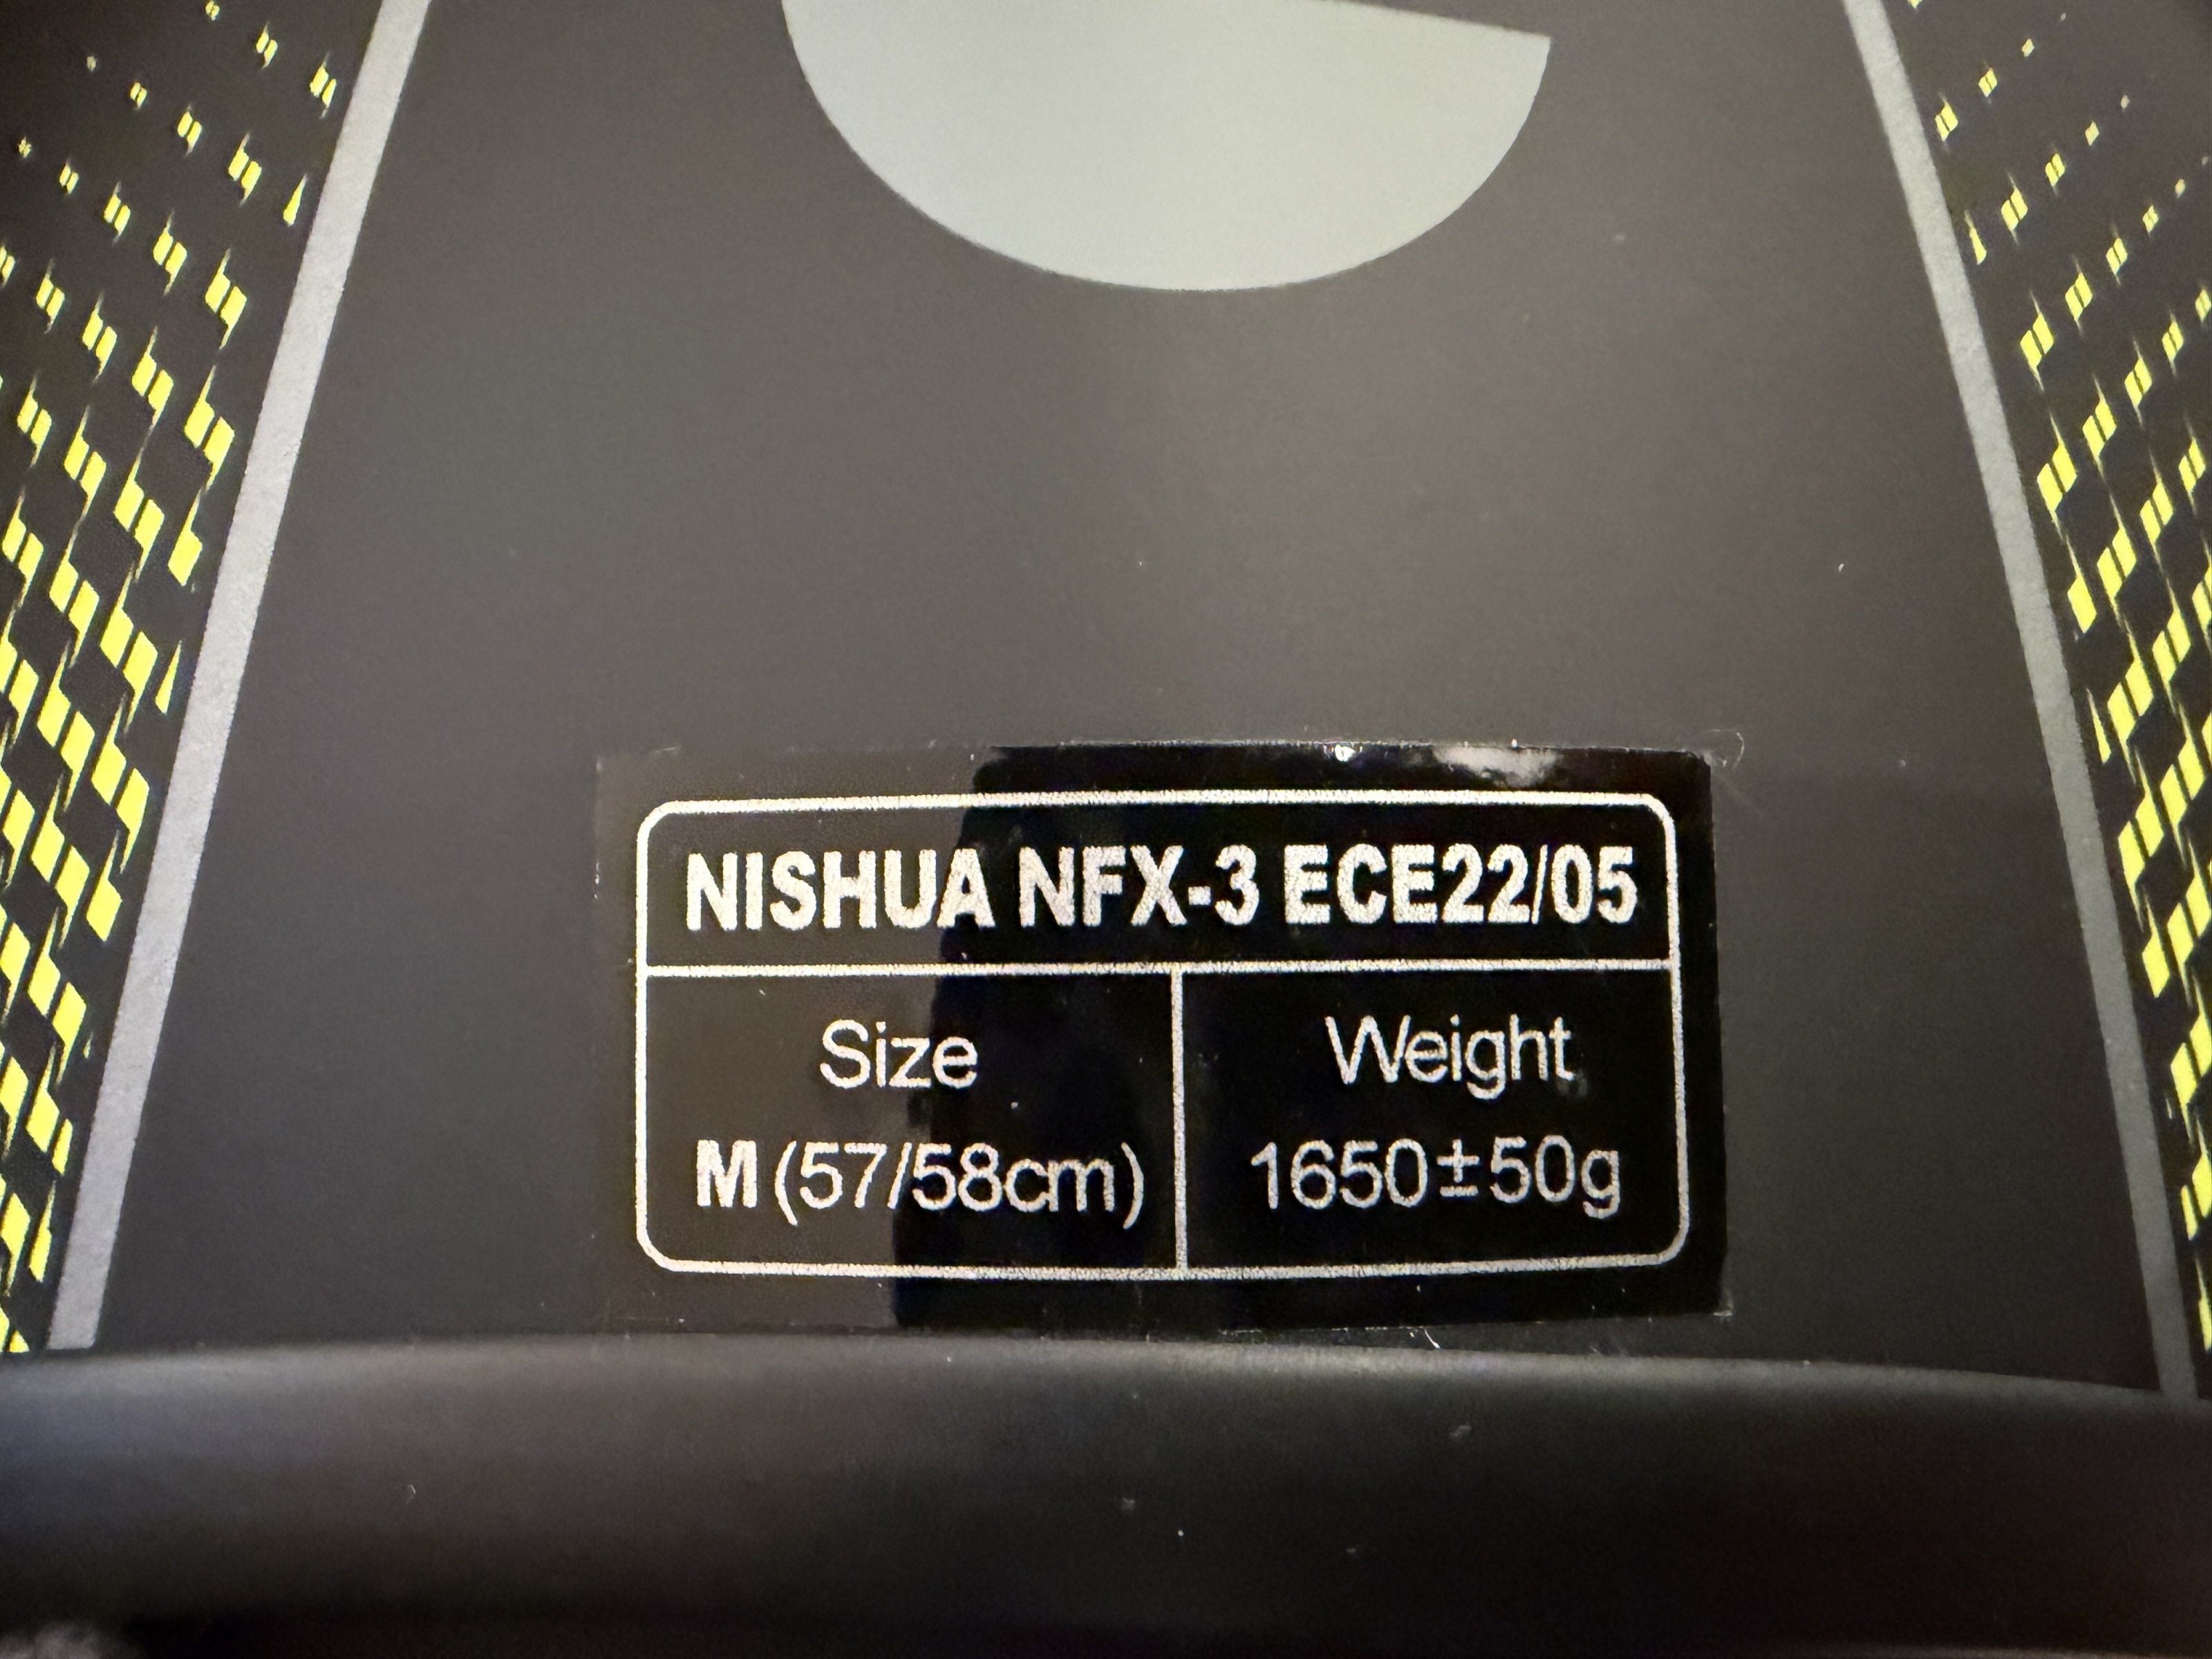 NISHUA NFX-3 ECE22/05
Size
M (57/58cm)
Weight
1650±50g